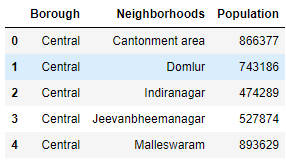 Borough Neighborhoods Population
0 Central Cantonment area 866377
1 Central Domlur 743186
2 Central Indiranagar 474289
3 Central Jeevanbheemanagar 527874
4 Central Malleswaram 893629